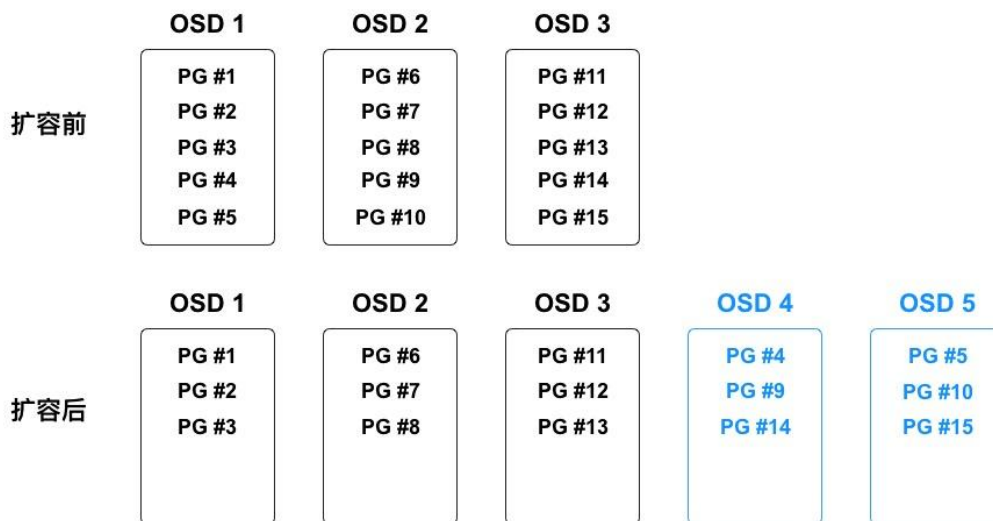 OSD 1 OSD 2 OSD 3
PG #1 PG #6 PG #11
扩容前 PG #2 PG #7 PG #12
PG #3 PG #8 PG #13
PG #4 PG #9 PG #14
PG #5 PG #10 PG #15
OSD 1 OSD 2 OSD 3 OSD 4 OSD 5
PG #1 PG #6 PG #11 PG #4 PG #5
扩容后 PG #2 PG #7 PG #12 PG #9 PG #10
PG #3 PG #8 PG #13 PG #14 PG #15